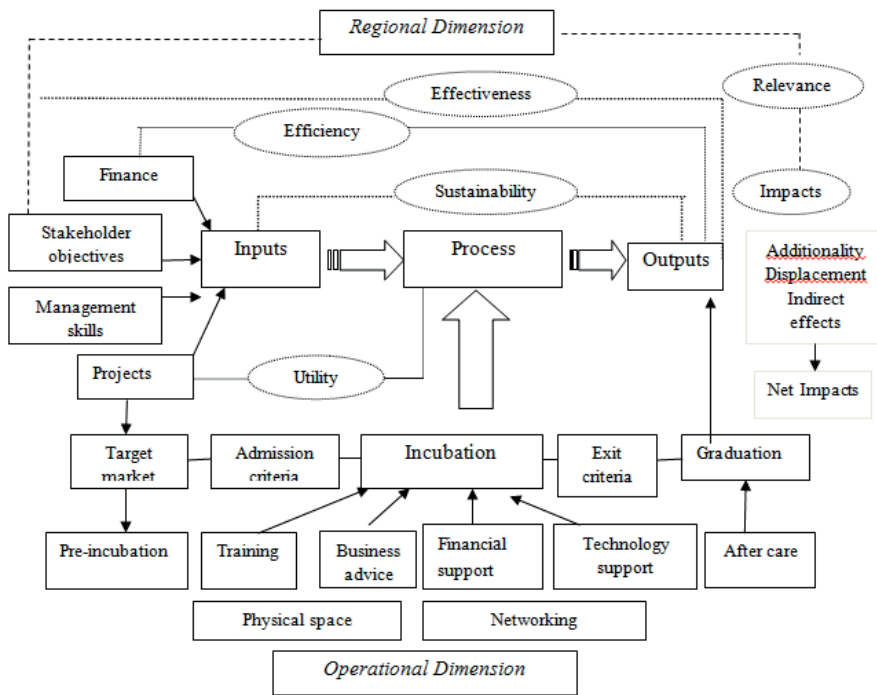 Regional Dimension
Relevance
Effectiveness
Efficiency
Finance
Sustainability
Impacts
Stakeholder
objectives
Inputs
Process
Outputs
Additionality
Displacement
Indirect
effects
Management
skills
Projects
Utility
Net Impacts
Target
market
Admission
criteria
Incubation
Exit
criteria
Graduation
Pre-incubation
Training
Business
advice
Financial
support
Technology
support
After care
Physical space
Networking
Operational Dimension